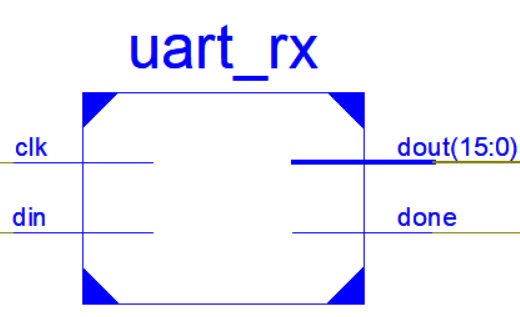 uart_rx
clk
dout(15:0)
din
done